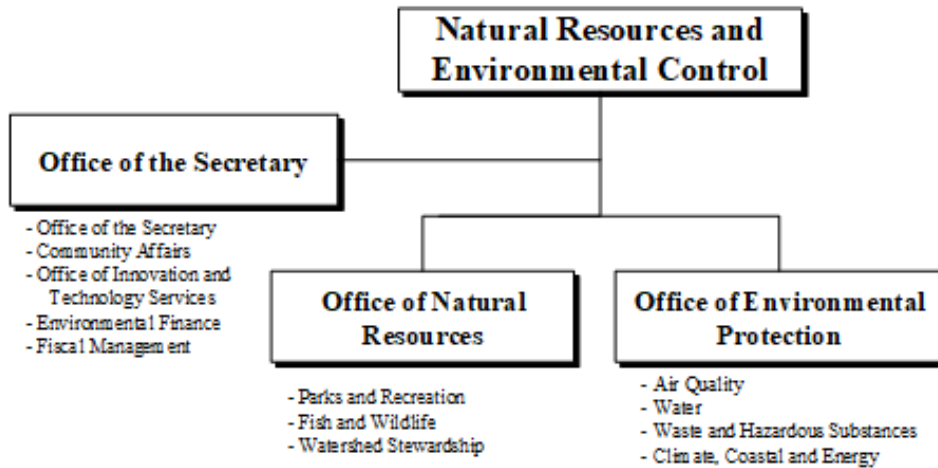 Natural Resources and
Environmental Control
Office of the Secretary
- Office of the Secretary
- Community Affairs
- Office of Innovation and
Technology Services
- Environmental Finance
- Fiscal Management
Office of Natural
Resources
- Parks and Recreation
- Fish and Wildlife
- Watershed Stewardship
Office of Environmental
Protection
- Air Quality
- Water
- Waste and Hazardous Substances
- Climate, Coastal and Energy